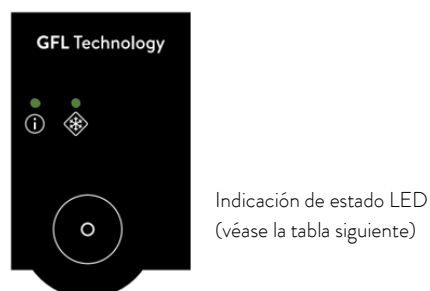 GFL Technology
Indicación de estado LED
(véase la tabla siguiente)